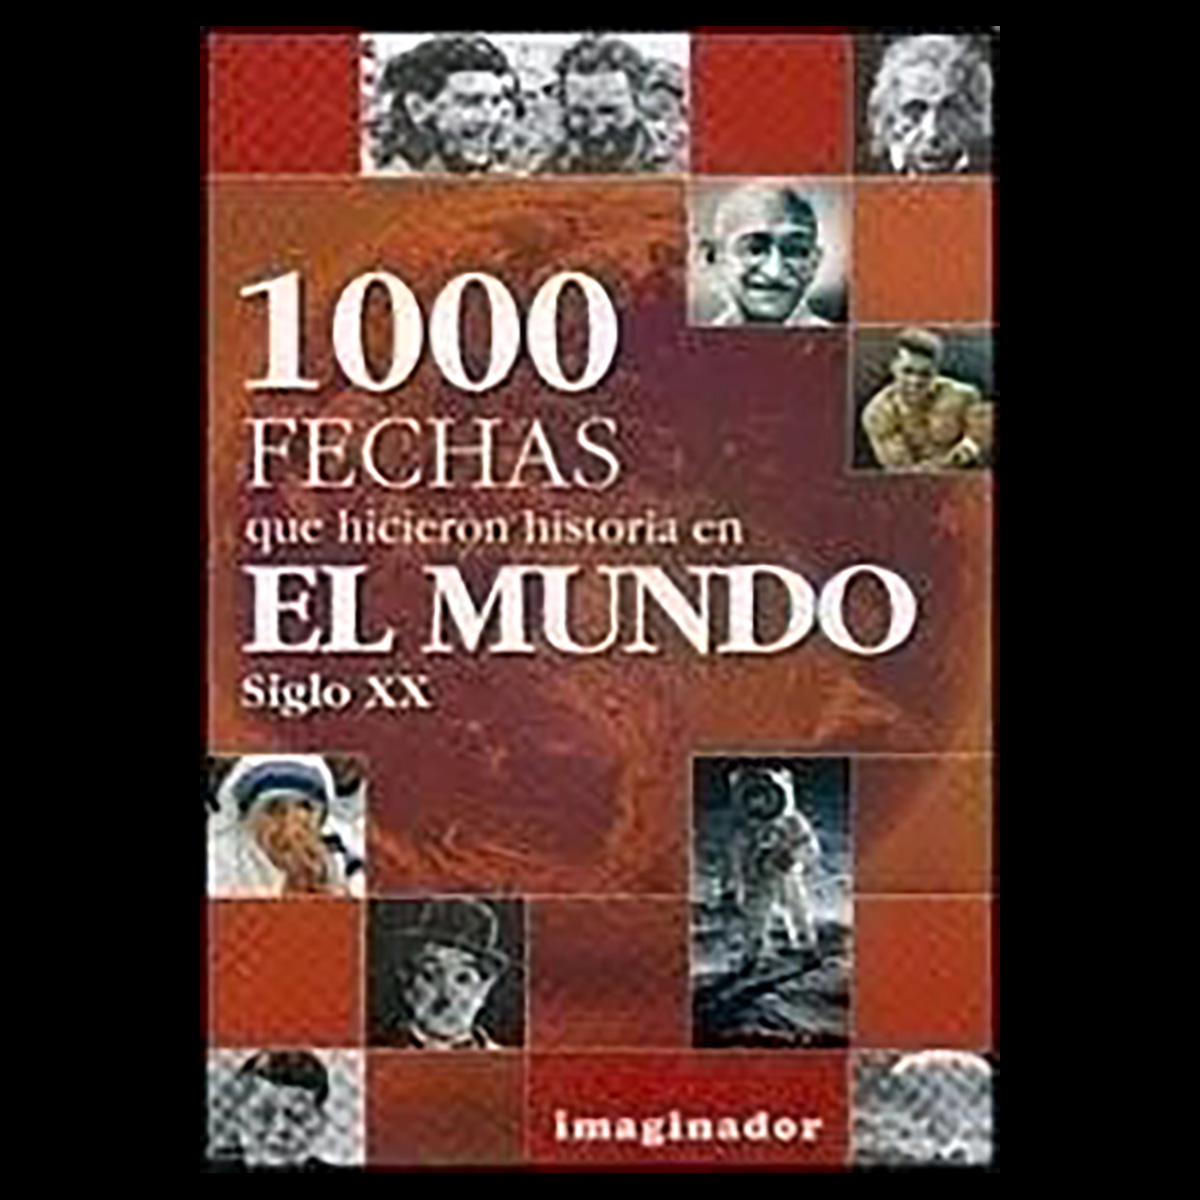 1000
FECHAS
que hicieron historia en
EL MUNDO
Siglo XX
imaginador